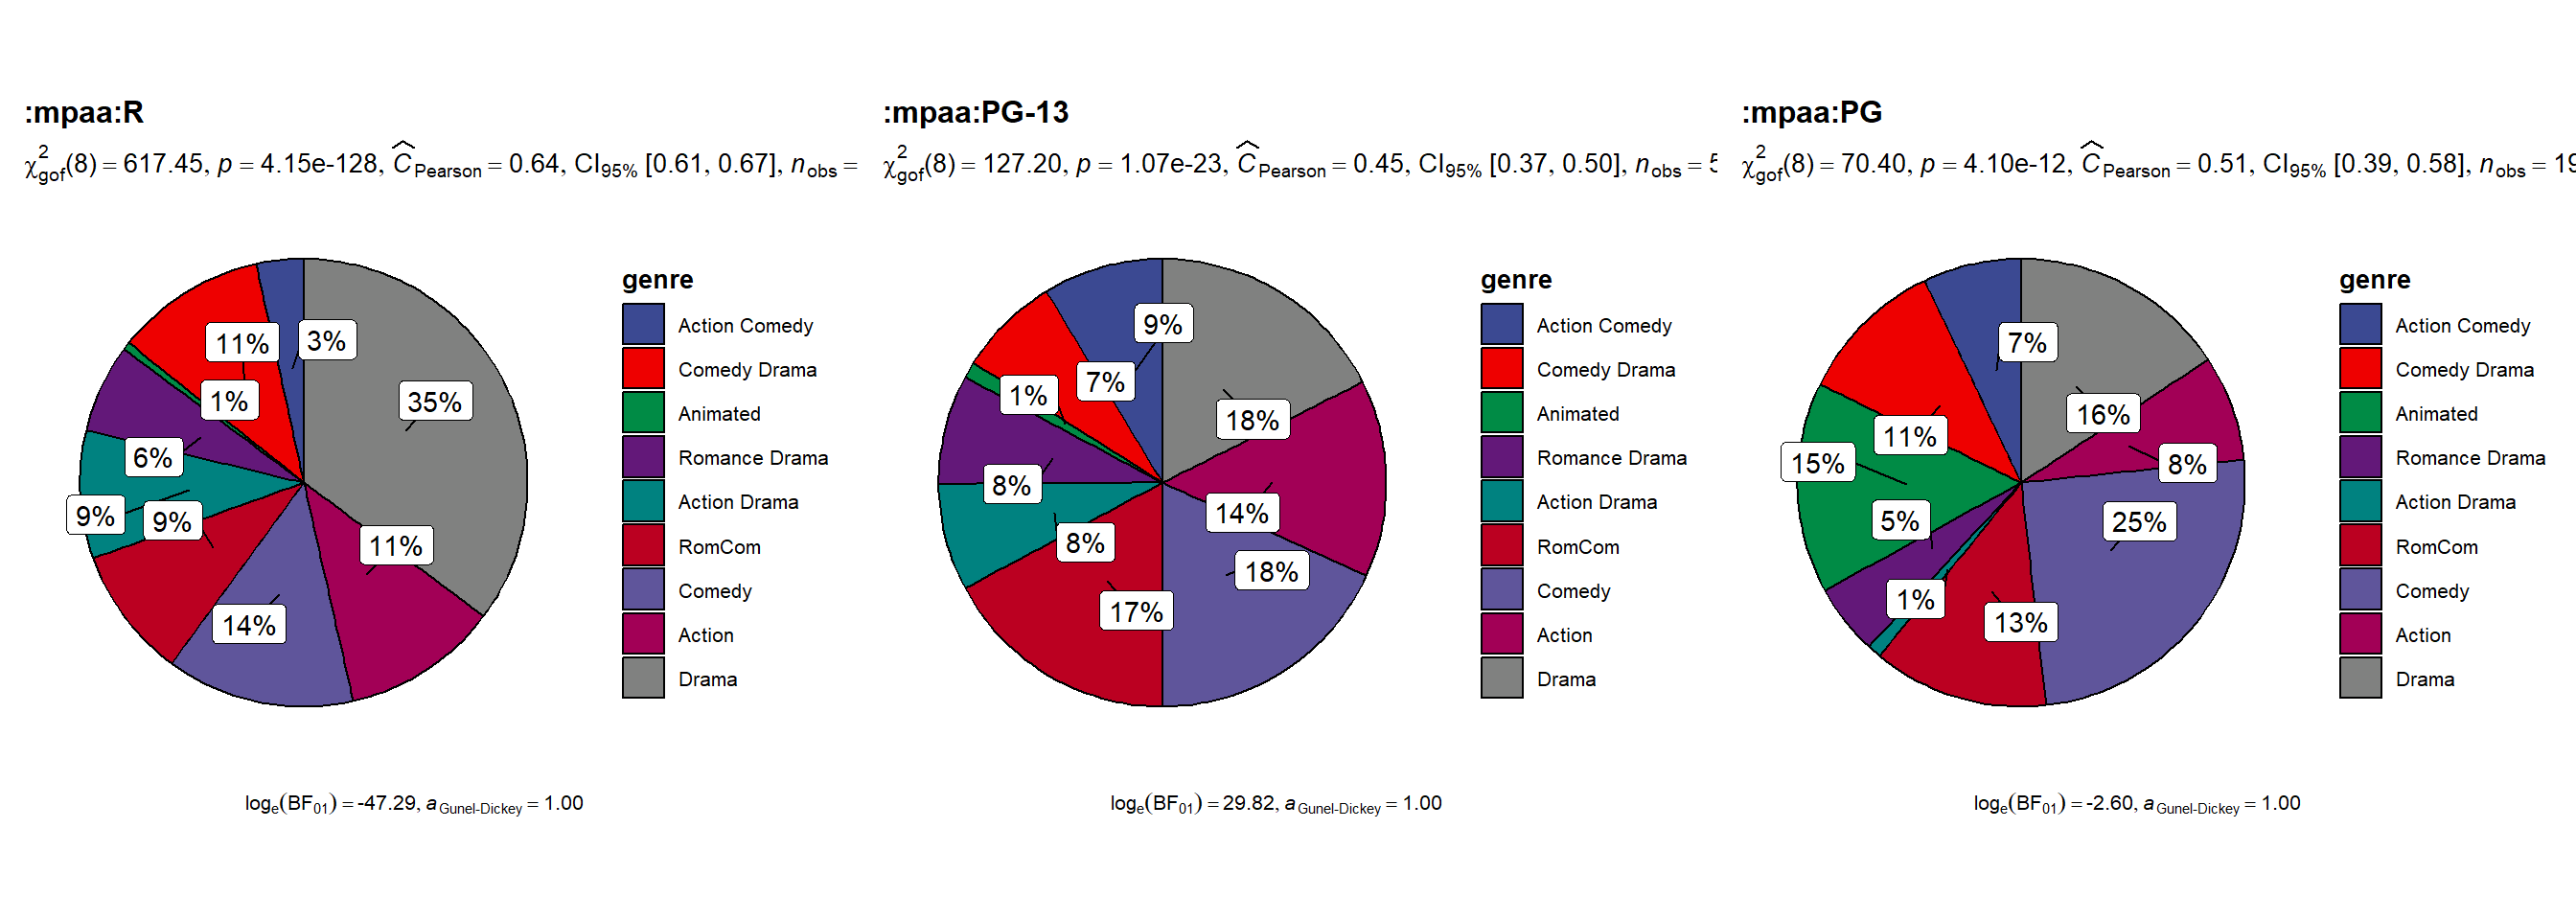 :mpaa:R
χ²gof(8) = 617.45, p = 4.15e-128, ĈPearson = 0.64, CI95% [0.61, 0.67], nobs =
3%
11%
1%
35%
6%
9%
9%
11%
14%
genre
Action Comedy
Comedy Drama
Animated
Romance Drama
Action Drama
RomCom
Comedy
Action
Drama
loge(BF01) = -47.29, aGunel-Dickey = 1.00
:mpaa:PG-13
χ²gof(8) = 127.20, p = 1.07e-23, ĈPearson = 0.45, CI95% [0.37, 0.50], nobs =
9%
7%
1%
18%
8%
14%
8%
18%
17%
genre
Action Comedy
Comedy Drama
Animated
Romance Drama
Action Drama
RomCom
Comedy
Action
Drama
loge(BF01) = 29.82, aGunel-Dickey = 1.00
:mpaa:PG
χ²gof(8) = 70.40, p = 4.10e-12, ĈPearson = 0.51, CI95% [0.39, 0.58], nobs = 19
7%
16%
11%
15%
8%
5%
25%
1%
13%
genre
Action Comedy
Comedy Drama
Animated
Romance Drama
Action Drama
RomCom
Comedy
Action
Drama
loge(BF01) = -2.60, aGunel-Dickey = 1.00